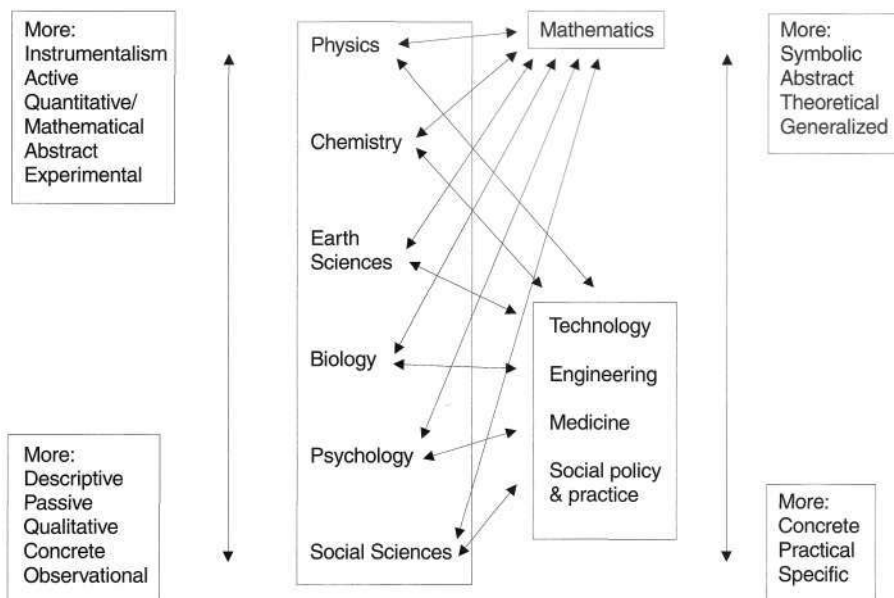 More:
Instrumentalism
Active
Quantitative/
Mathematical
Abstract
Experimental
More:
Descriptive
Passive
Qualitative
Concrete
Observational
Physics
Chemistry
Earth
Sciences
Biology
Psychology
Social Sciences
Mathematics
Technology
Engineering
Medicine
Social policy
& practice
More:
Symbolic
Abstract
Theoretical
Generalized
More:
Concrete
Practical
Specific